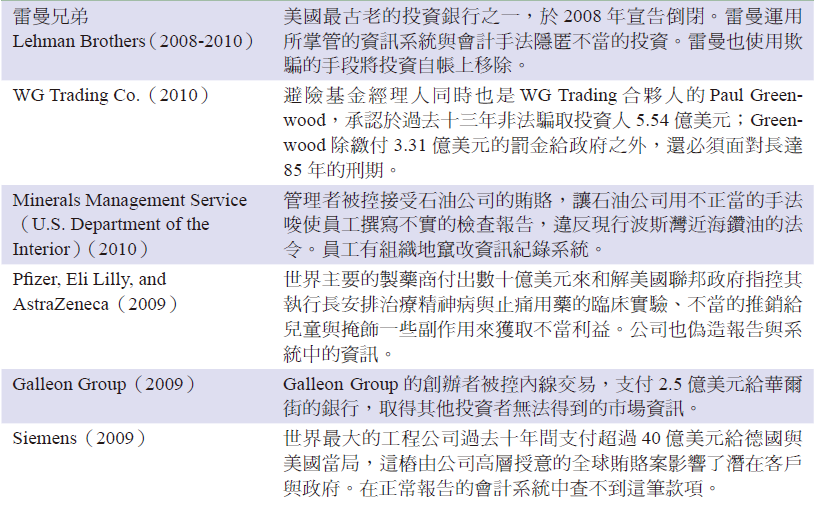 雷曼兄弟
Lehman Brothers（2008-2010）
美國最古老的投資銀行之一，於 2008 年宣告倒閉。雷曼運用
所掌管的資訊系統與會計手法隱匿不當的投資。雷曼也使用欺
騙的手段將投資自帳上移除。
WG Trading Co.（2010）
避險基金經理人同時也是 WG Trading 合夥人的 Paul Green-
wood，承認於過去十三年非法騙取投資人 5.54 億美元；Green-
wood 除繳付 3.31 億美元的罰金給政府之外，還必須面對長達
85 年的刑期。
Minerals Management Service
（U.S. Department of the
Interior）（2010）
管理者被控接受石油公司的賄賂，讓石油公司用不正當的手法
唆使員工撰寫不實的檢查報告，違反現行波斯灣近海鑽油的法
令。員工有組織地竄改資訊紀錄系統。
Pfizer, Eli Lilly, and
AstraZeneca（2009）
世界主要的製藥商付出數十億美元來和解美國聯邦政府指控其
執行長安排治療精神病與止痛用藥的臨床實驗、不當的推銷給
兒童與掩飾一些副作用來獲取不當利益。公司也偽造報告與系
統中的資訊。
Galleon Group（2009）
Galleon Group 的創辦者被控內線交易，支付 2.5 億美元給華爾
街的銀行，取得其他投資者無法得到的市場資訊。
Siemens（2009）
世界最大的工程公司過去十年間支付超過 40 億美元給德國與
美國當局，這樁由公司高層授意的全球賄賂案影響了潛在客戶
與政府。在正常報告的會計系統中查不到這筆款項。